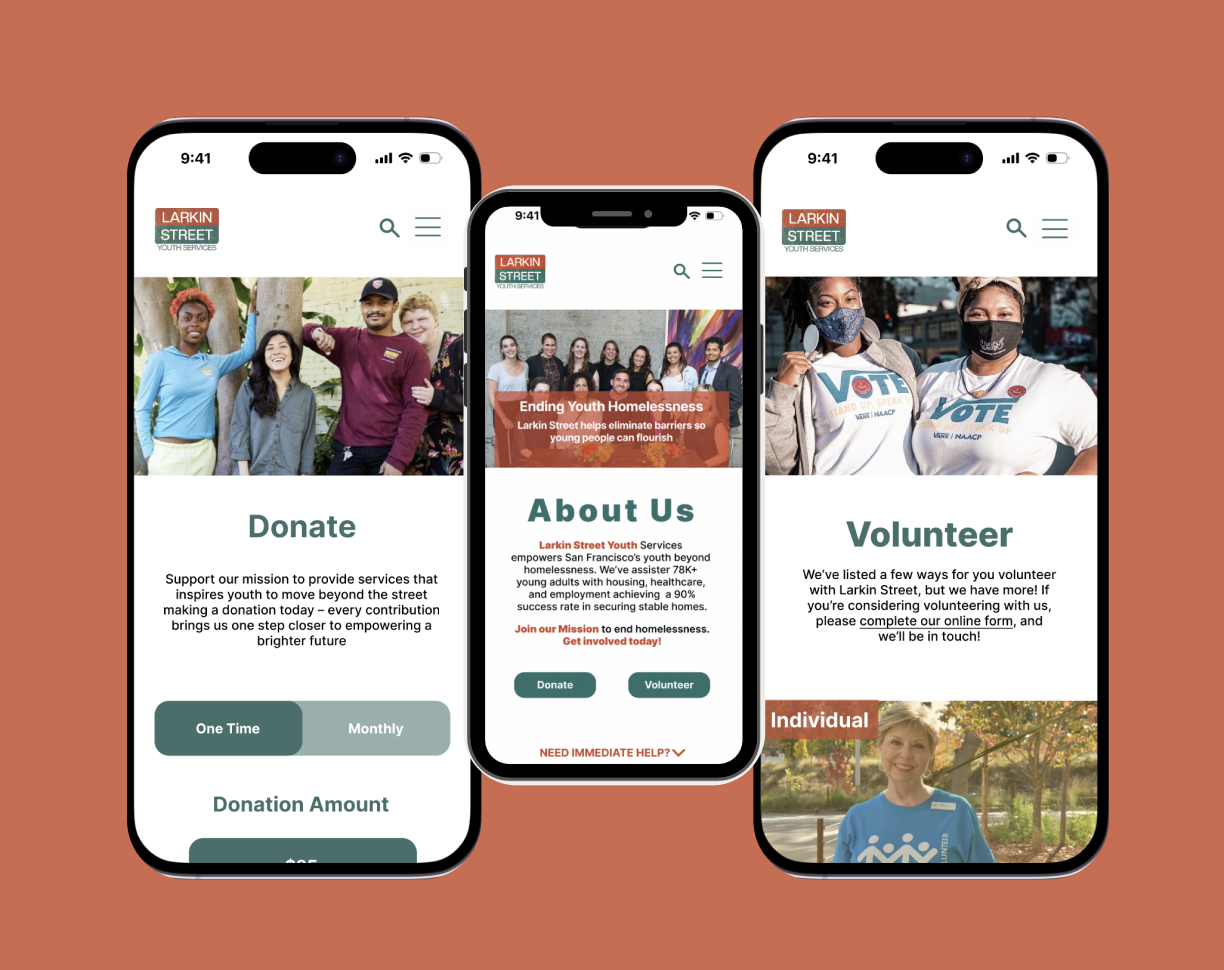 9:41
LARKIN
STREET
YOUTH SERVICES
Donate
Support our mission to provide services that
inspires youth to move beyond the street
making a donation today – every contribution
brings us one step closer to empowering a
brighter future
One Time
Monthly
Donation Amount
9:41
LARKIN
STREET
YOUTH SERVICES
Ending Youth Homelessness
Larkin Street helps eliminate barriers so
young people can flourish
About Us
Larkin Street Youth Services
empowers San Francisco's youth beyond
homelessness. We've assister 78K+
young adults with housing, healthcare,
and employment achieving a 90%
success rate in securing stable homes.
Join our Mission to end homelessness.
Get involved today!
Donate
Volunteer
NEED IMMEDIATE HELP?
9:41
LARKIN
STREET
YOUTH SERVICES
VOTE
STAND UP, SPEAK U
VANS | NAACP
VOTE
UP, SPEAK UP
VANS | NAACP
Volunteer
We've listed a few ways for you volunteer
with Larkin Street, but we have more! If
you're considering volunteering with us,
please complete our online form, and
we'll be in touch!
Individual